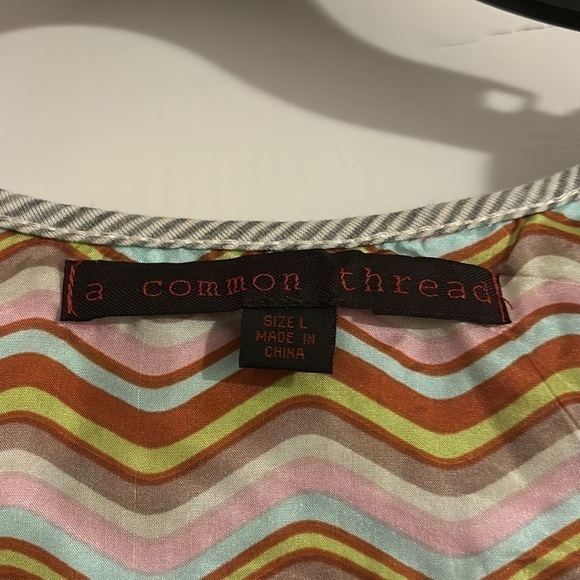 a common thread
SIZE L
MADE IN
CHINA